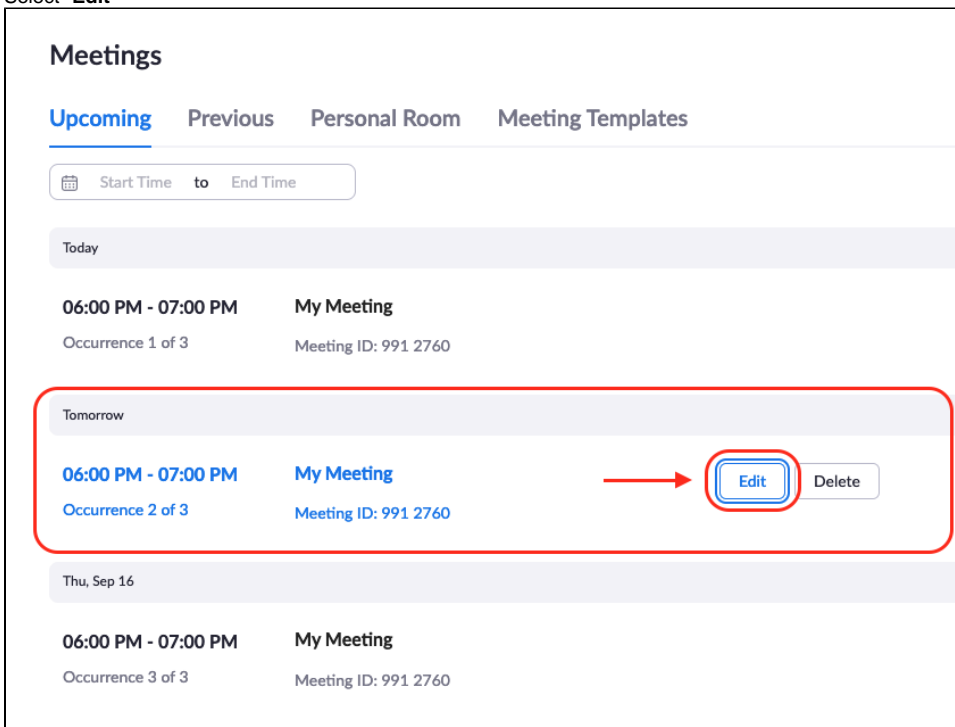 Select "Edit"
Meetings
Upcoming Previous Personal Room Meeting Templates
Start Time to End Time
Today
06:00 PM - 07:00 PM My Meeting
Occurrence 1 of 3 Meeting ID: 991 2760
Tomorrow
06:00 PM - 07:00 PM My Meeting Edit Delete
Occurrence 2 of 3 Meeting ID: 991 2760
Thu, Sep 16
06:00 PM - 07:00 PM My Meeting
Occurrence 3 of 3 Meeting ID: 991 2760